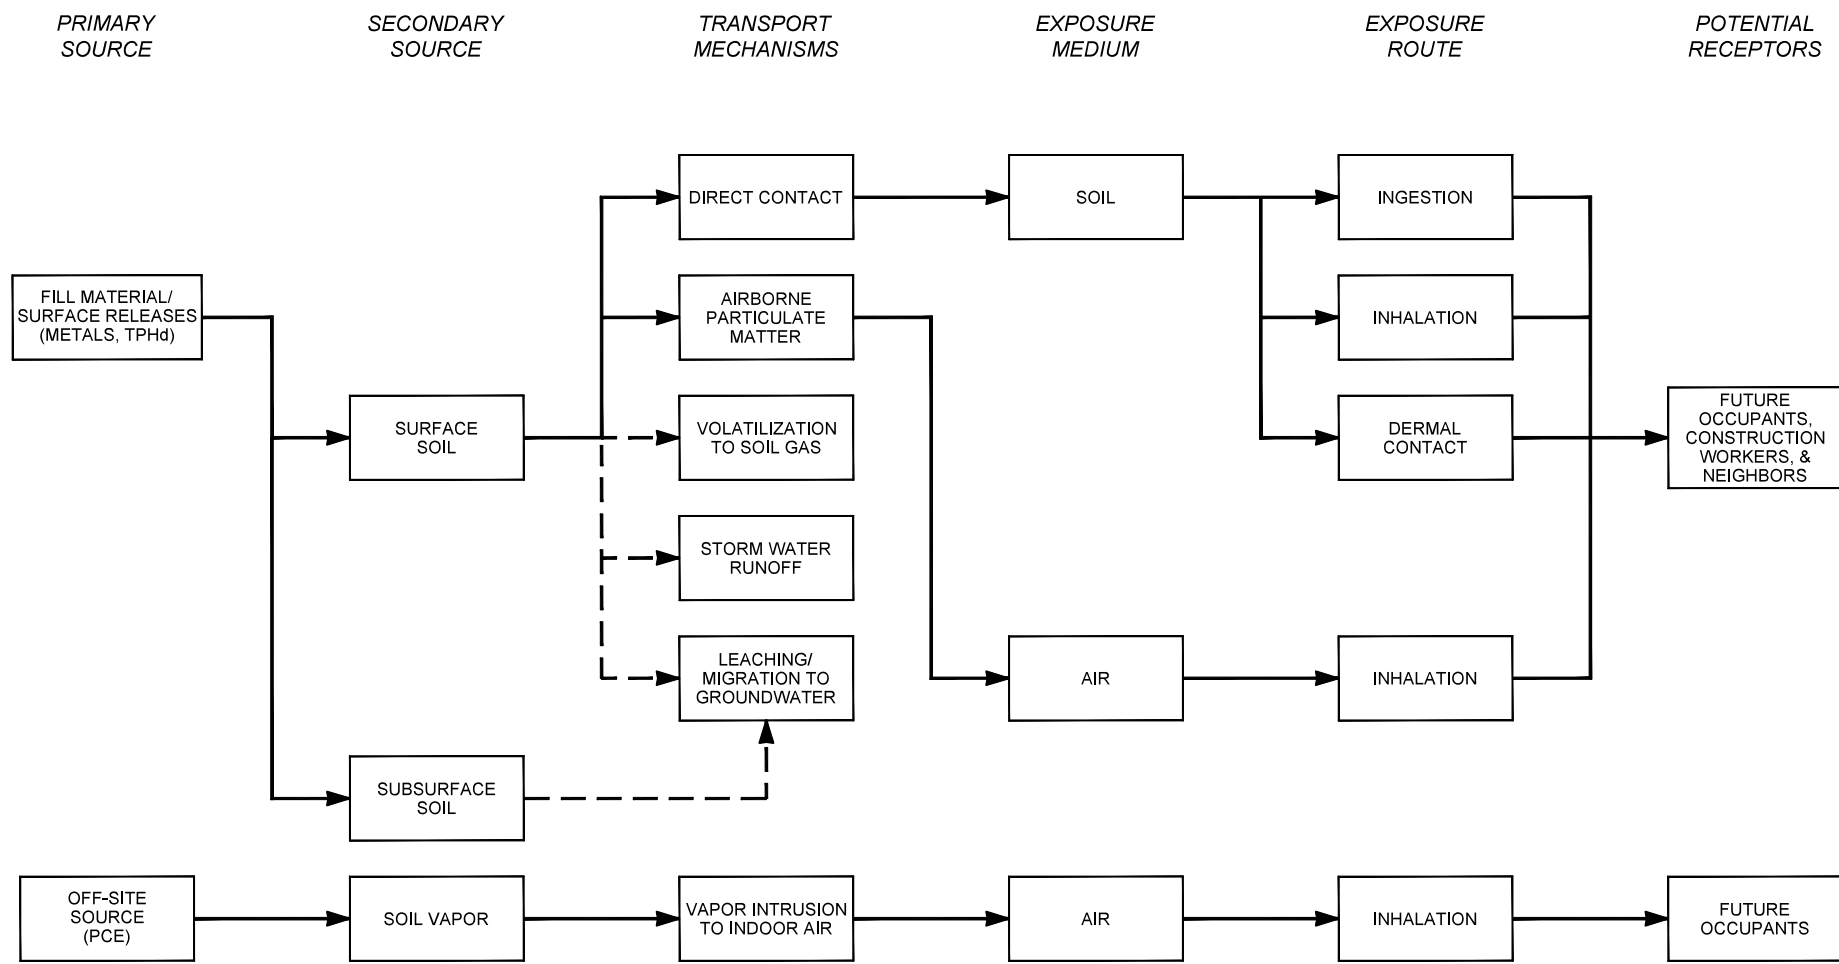 PRIMARY
SOURCE
SECONDARY
SOURCE
TRANSPORT
MECHANISMS
EXPOSURE
MEDIUM
EXPOSURE
ROUTE
POTENTIAL
RECEPTORS
DIRECT CONTACT
SOIL
INGESTION
FILL MATERIAL/
SURFACE RELEASES
(METALS, TPHd)
AIRBORNE
PARTICULATE
MATTER
INHALATION
SURFACE
SOIL
VOLATILIZATION
TO SOIL GAS
DERMAL
CONTACT
FUTURE
OCCUPANTS,
CONSTRUCTION
WORKERS, &
NEIGHBORS
STORM WATER
RUNOFF
LEACHING/
MIGRATION TO
GROUNDWATER
AIR
INHALATION
SUBSURFACE
SOIL
OFF-SITE
SOURCE
(PCE)
SOIL VAPOR
VAPOR INTRUSION
TO INDOOR AIR
AIR
INHALATION
FUTURE
OCCUPANTS